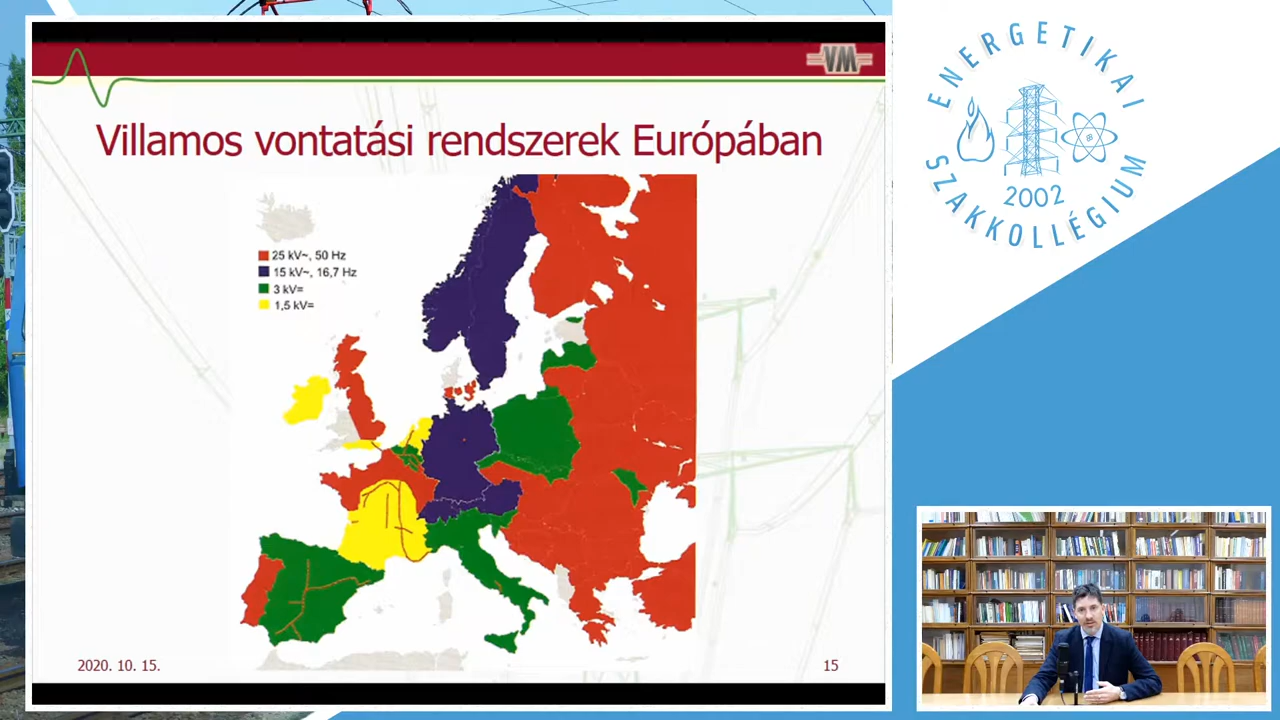 VM
Villamos vontatási rendszerek Európában
25 kV~, 50 Hz
15 kV~, 16,7 Hz
3 kV=
1,5 kV=
2020. 10. 15.
15
ENERGETIKAI
SZAKKOLLÉGIUM
2002